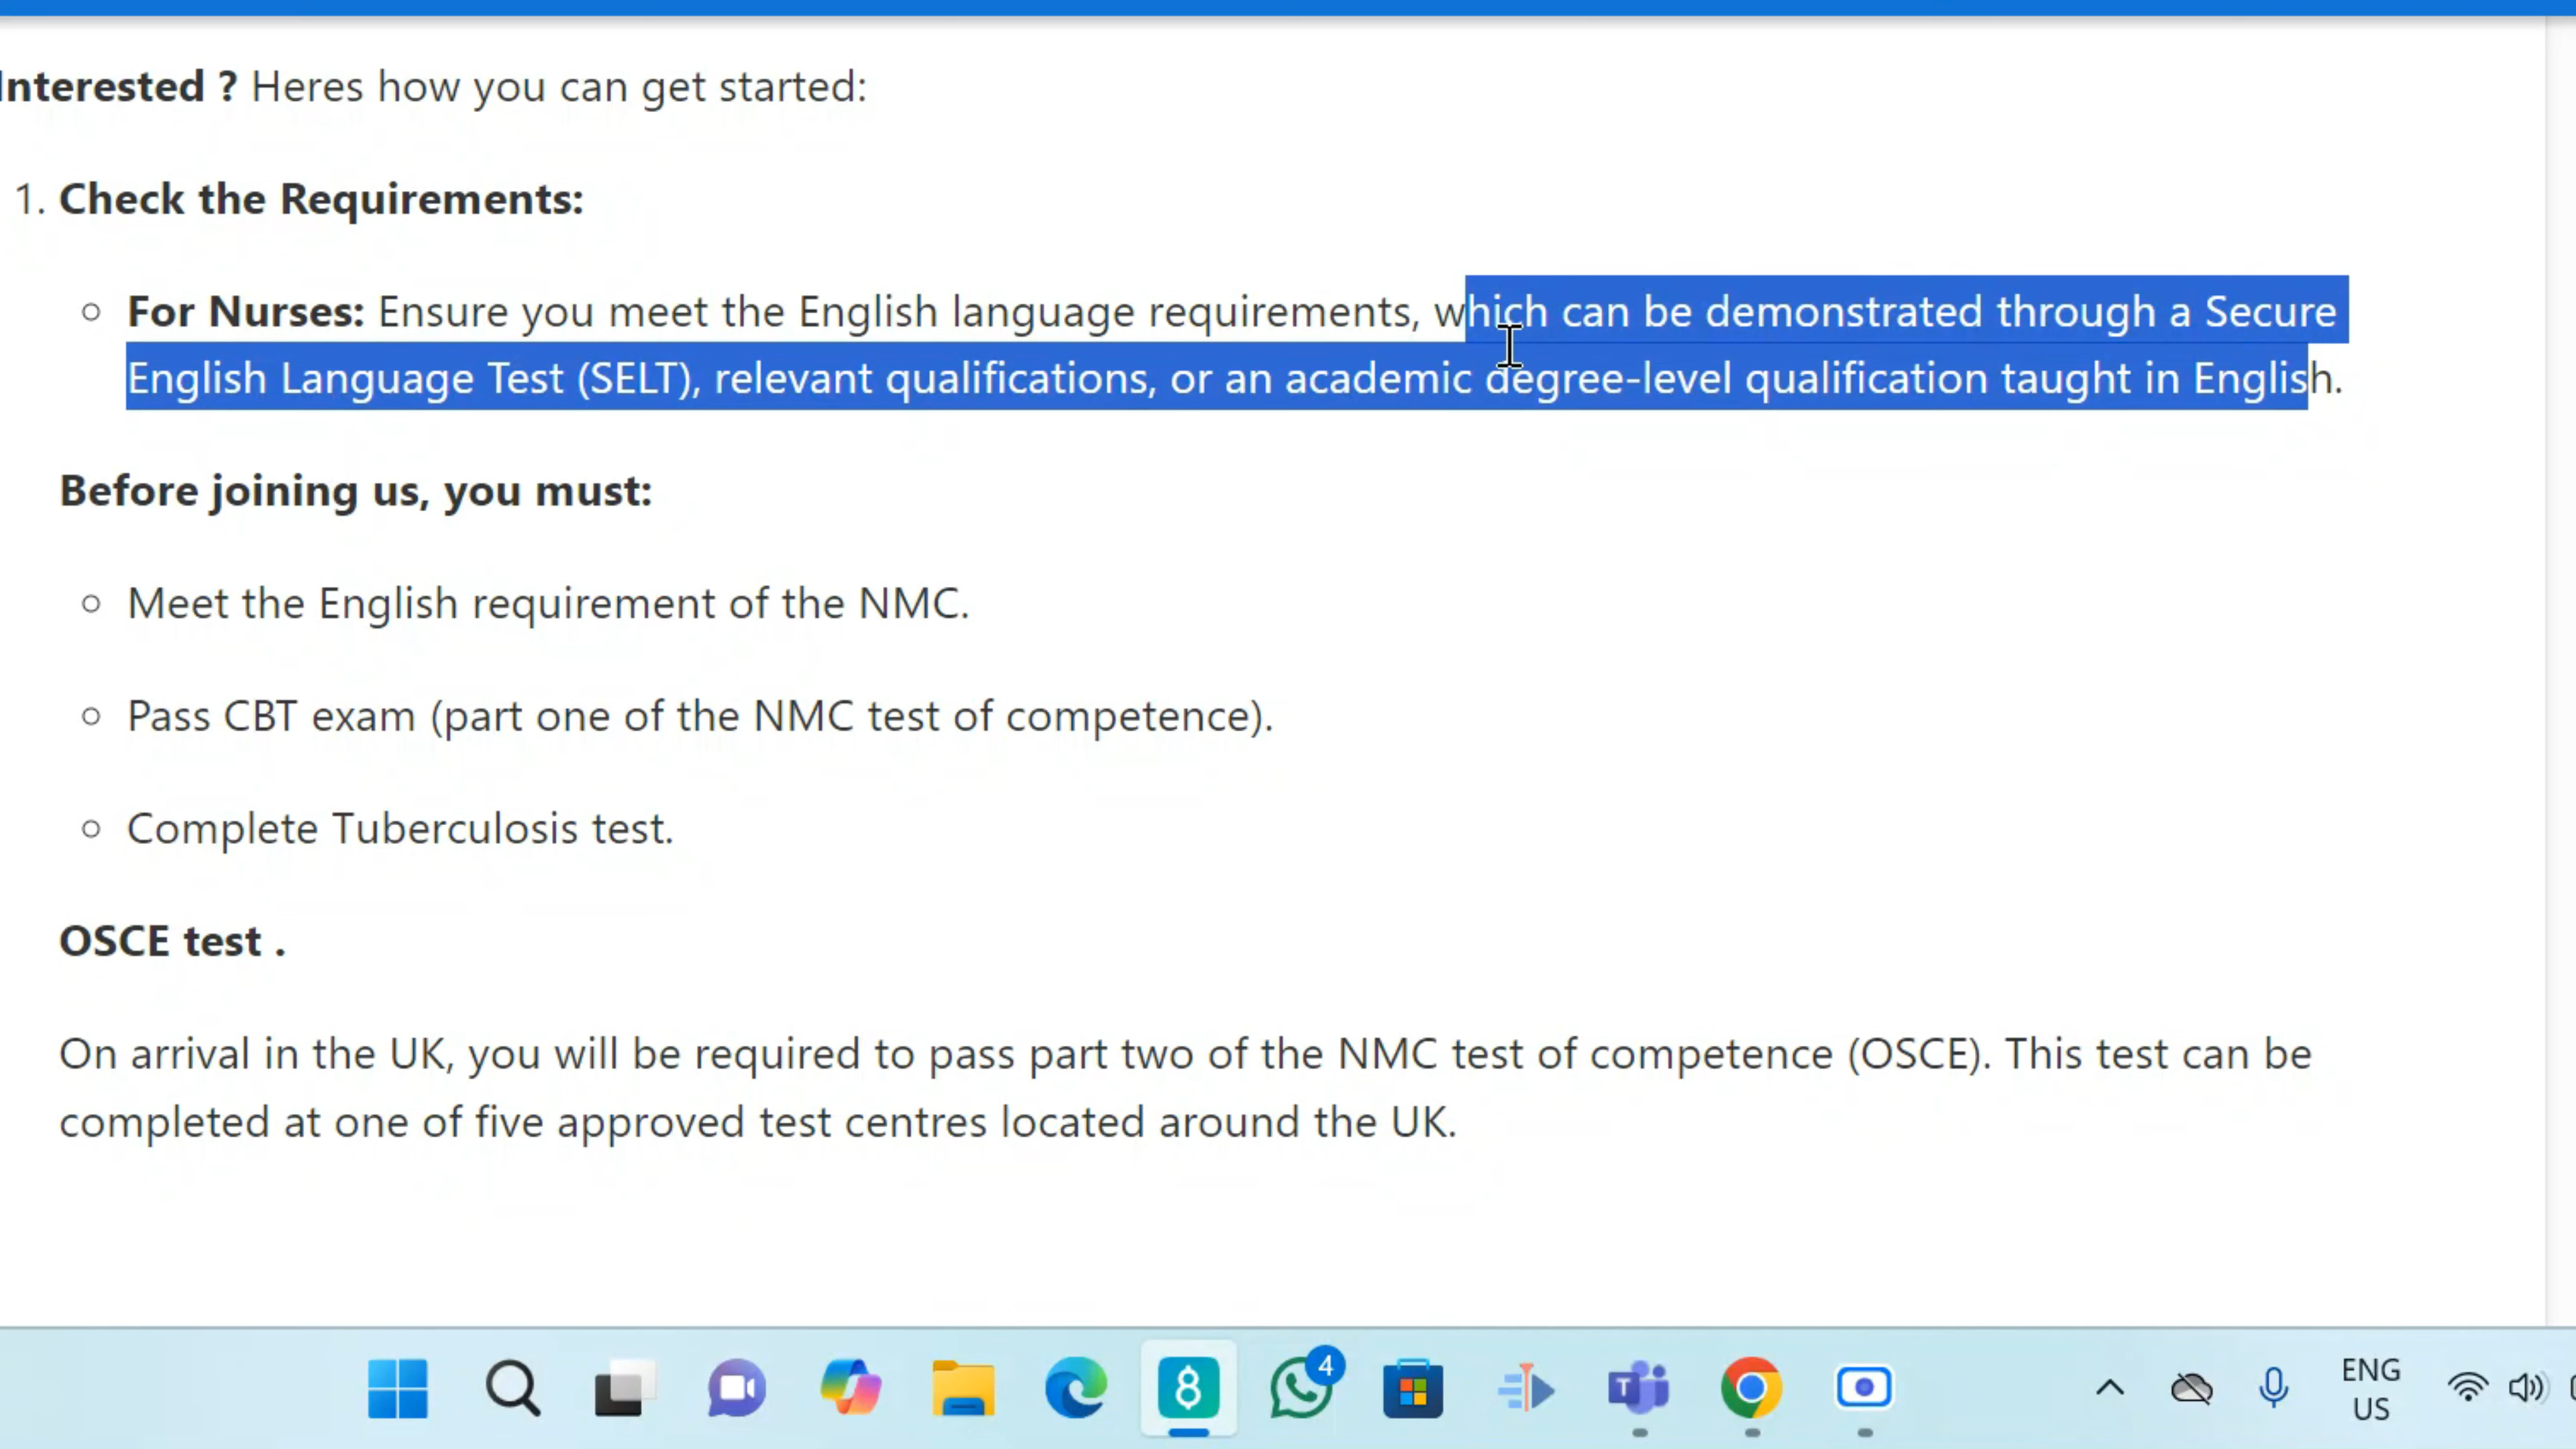 Interested ? Heres how you can get started:
1. Check the Requirements:
○ For Nurses: Ensure you meet the English language requirements, which can be demonstrated through a Secure
English Language Test (SELT), relevant qualifications, or an academic degree-level qualification taught in English.
Before joining us, you must:
○ Meet the English requirement of the NMC.
○ Pass CBT exam (part one of the NMC test of competence).
○ Complete Tuberculosis test.
OSCE test .
On arrival in the UK, you will be required to pass part two of the NMC test of competence (OSCE). This test can be
completed at one of five approved test centres located around the UK.
4
ENG
US